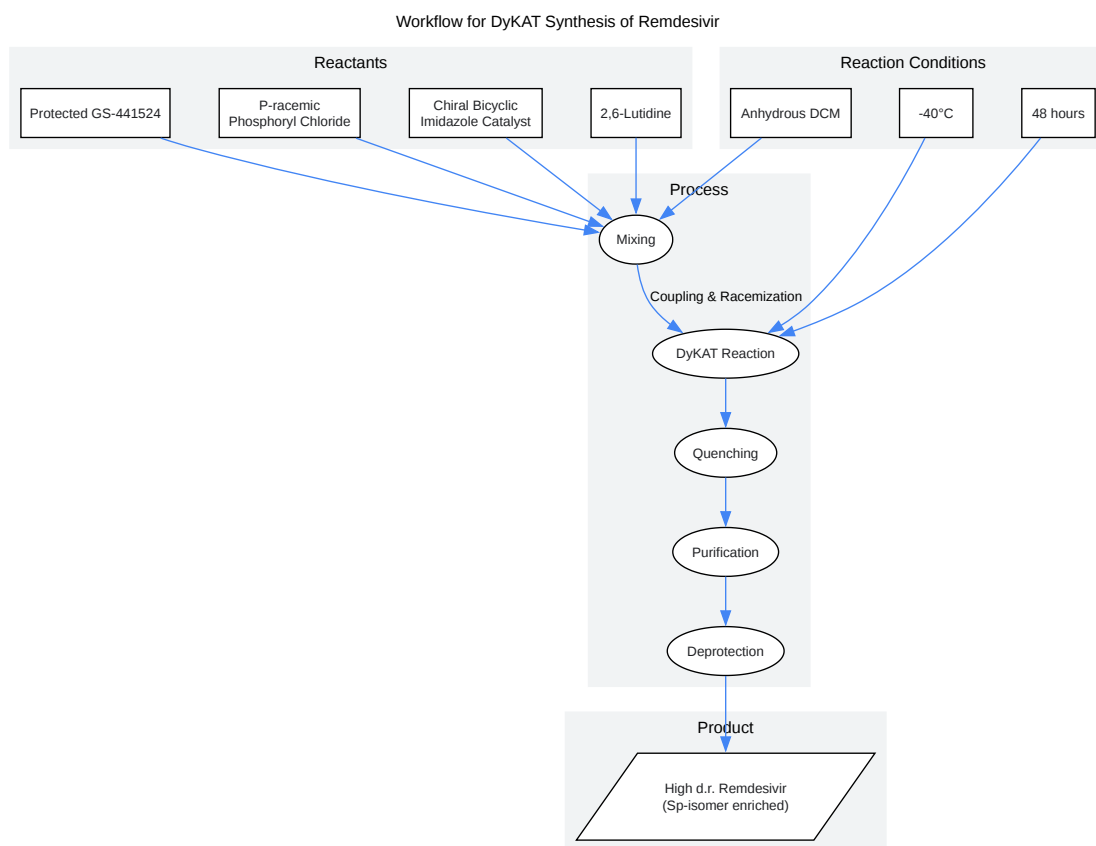 Workflow for DyKAT Synthesis of Remdesivir
Reactants
Reaction Conditions
Protected GS-441524
P-racemic
Phosphoryl Chloride
Chiral Bicyclic
Imidazole Catalyst
2,6-Lutidine
Anhydrous DCM
-40°C
48 hours
Process
Mixing
Coupling & Racemization
DyKAT Reaction
Quenching
Purification
Deprotection
Product
High d.r. Remdesivir
(Sp-isomer enriched)